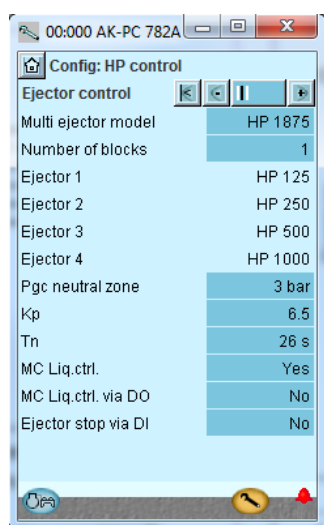 00:000 AK-PC 782A
Config: HP control
Ejector control
Multi ejector model HP 1875
Number of blocks 1
Ejector 1 HP 125
Ejector 2 HP 250
Ejector 3 HP 500
Ejector 4 HP 1000
Pgc neutral zone 3 bar
Kp 6.5
Tn 26 s
MC Liq.ctrl. Yes
MC Liq.ctrl. via DO No
Ejector stop via DI No